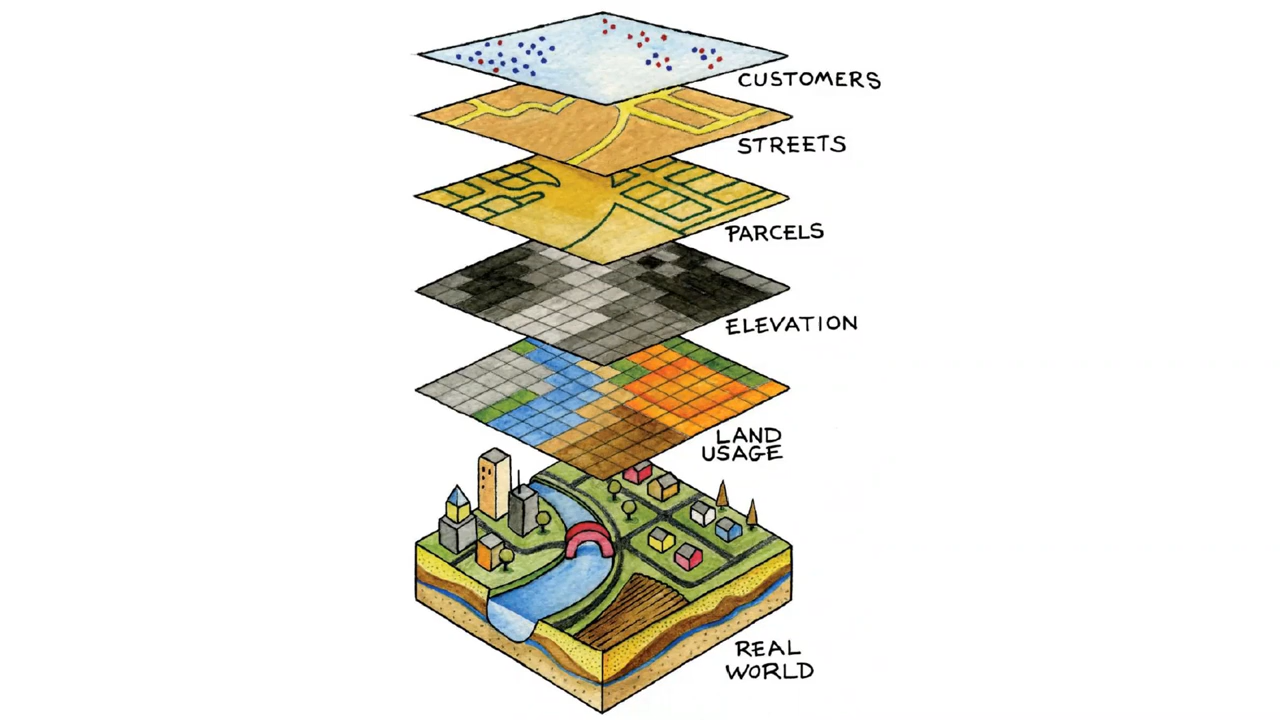 CUSTOMERS
STREETS
PARCELS
ELEVATION
LAND
USAGE
REAL
WORLD